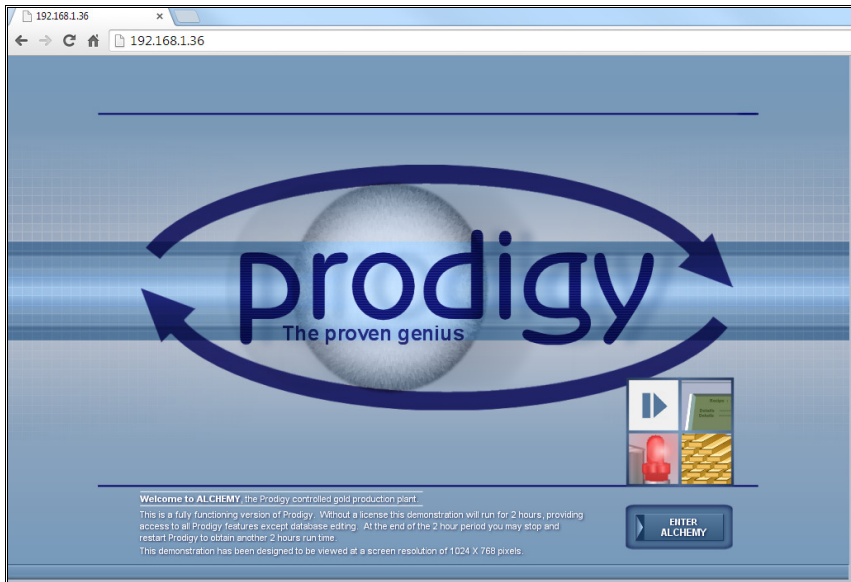 192.168.1.36
192.168.1.36
prodigy
The proven genius
Welcome to ALCHEMY, the Prodigy controlled gold production plant
This is a fully functioning version of Prodigy. Without a license this demonstration will run for 2 hours, providing
access to all Prodigy features except database editing. At the end of the 2 hour period you may stop and
restart Prodigy to obtain another 2 hours run time.
This demonstration has been designed to be viewed at a screen resolution of 1024 X 768 pixels.
ENTER
ALCHEMY